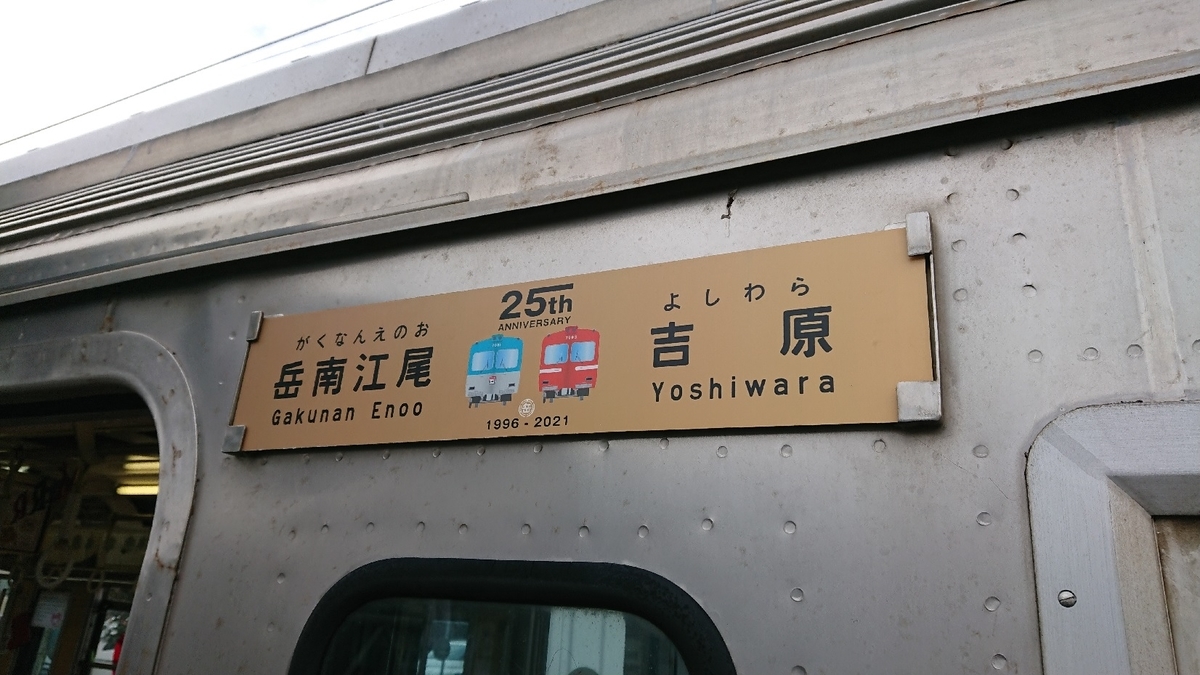 がくなんえのお
岳南江尾
Gakunan Enoo
25th
ANNIVERSARY
1996 - 2021
よしわら
吉原
Yoshiwara